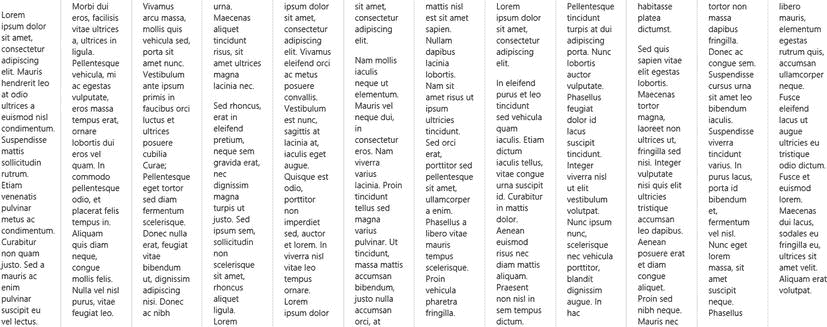 Lorem
ipsum dolor
sit amet,
consectetur
adipiscing
elit. Mauris
hendrerit leo
at odio
ultrices a
euismod nisl
condimentum.
Suspendisse
mattis
sollicitudin
rutrum.
Etiam
venenatis
pulvinar
metus ac
condimentum.
Curabitur
non quam
justo. Sed a
mauris ac
enim
pulvinar
suscipit eu
vel lectus.
Morbi dui
eros, facilisis
vitae ultrices
a, ultrices in
ligula.
Pellentesque
vehicula, mi
ac egestas
vulputate,
eros massa
tempus erat,
ornare
lobortis dui
eros vel
quam. In
commodo
pellentesque
odio, et
placerat felis
tempus in.
Aliquam
quis diam
neque,
congue
mollis felis.
Nulla vel nisl
purus, vitae
feugiat leo.
Vivamus
arcu massa,
mollis quis
vehicula sed,
porta sit
amet nunc.
Vestibulum
ante ipsum
primis in
faucibus orci
luctus et
ultrices
posuere
cubilia
Curae;
Pellentesque
eget tortor
sed diam
fermentum
scelerisque.
Donec nulla
erat, feugiat
vitae
bibendum
ut, dignissim
adipiscing
nisi. Donec
ac nibh
urna.
Maecenas
aliquet
tincidunt
risus, sit
amet ultrices
magna
lacinia nec.
Sed rhoncus,
erat in
eleifend
pretium,
neque sem
gravida erat,
nec
dignissim
magna
turpis ut
justo. Sed
ipsum sem,
sollicitudin
non
scelerisque
sit amet,
rhoncus
aliquet
ligula.
Lorem
ipsum dolor
sit amet,
consectetur
adipiscing
elit. Vivamus
eleifend orci
ac metus
posuere
convallis.
Vestibulum
est nunc,
sagittis at
lacinia at,
iaculis eget
augue.
Quisque est
odio,
porttitor
non
imperdiet
sed, auctor
et lorem. In
viverra nisl
vitae leo
tempus
ornare.
Lorem
ipsum dolor
sit amet,
consectetur
adipiscing
elit.
Nam mollis
iaculis
neque ut
elementum.
Mauris vel
neque dui,
in
consectetur
eros. Nam
viverra
varius
lacinia. Proin
tincidunt
tellus sed
magna
varius
pulvinar. Ut
tincidunt,
massa mattis
accumsan
bibendum,
justo nulla
accumsan
orci, at
mattis nisl
est sit amet
sapien.
Nullam
dapibus
lacinia
lobortis.
Nam sit
amet risus ut
ipsum
ultricies
tincidunt.
Sed orci
erat,
porttitor sed
pellentesque
sit amet,
ullamcorper
a enim.
Phasellus a
libero vitae
mauris
tempus
scelerisque.
Proin
vehicula
pharetra
fringilla.
Lorem
ipsum dolor
sit amet,
consectetur
adipiscing
elit.
In eleifend
purus et leo
tincidunt
sed vehicula
quam
iaculis. Etiam
dictum
iaculis tellus,
vitae congue
urna suscipit
id. Curabitur
in mattis
dolor.
Aenean
euismod
risus nec
diam mattis
aliquam.
Praesent
non nisl in
sem tempus
dictum.
Pellentesque
tincidunt
turpis at dui
adipiscing
porta. Nunc
lobortis
auctor
vulputate.
Phasellus
feugiat
dolor id
lacus
suscipit
tincidunt.
Integer
viverra nisl
ut elit
vestibulum
volutpat.
Nunc ipsum
nunc,
scelerisque
nec vehicula
porttitor,
blandit
dignissim
augue. In
hac
habitasse
platea
dictumst.
Sed quis
sapien vitae
elit egestas
lobortis.
Maecenas
tortor
magna,
laoreet non
ultrices ut,
fringilla sed
nisi. Integer
vulputate
nisi quis elit
ultricies
tristique
accumsan
leo dapibus.
Aenean
posuere erat
et diam
congue
aliquet.
Proin sed
nibh neque.
Mauris nec
tortor non
massa
dapibus
fringilla.
Donec ac
congue sem.
Suspendisse
cursus urna
sit amet leo
bibendum
iaculis.
Suspendisse
viverra
tincidunt
varius. In
purus lacus,
porta id
bibendum
et,
fermentum
vel nisl.
Nunc eget
lorem
massa, sit
amet
suscipit
neque.
Phasellus
libero
mauris,
elementum
egestas
rutrum quis,
accumsan
ullamcorper
neque.
Fusce
eleifend
lacus ut
augue
ultricies eu
tristique
odio dictum.
Fusce et
euismod
lorem.
Maecenas
dui lacus,
sodales eu
fringilla eu,
ultrices sit
amet velit.
Aliquam erat
volutpat.